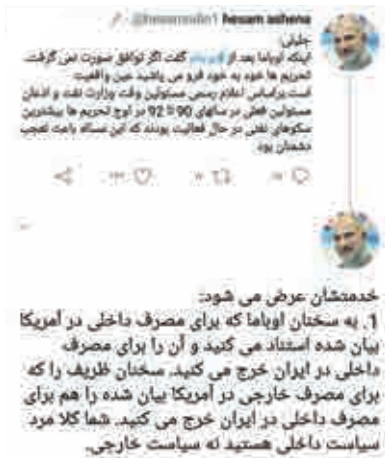 @hesamodin1 hesam ashena
جلیلی:
اینکه اوباما بعد از گفت اگر توافق صورت نمی گرفت،
تحریم ها خود به خود فرو می پاشید عین واقعیت
است.براساس اعلام رسمی مسئولین وقت وزارت نفت و اذعان
مسئولین فعلی در سالهای 90 تا 92 در اوج تحریم ها بیشترین
سکوهای نفتی در حال فعالیت بودند که این مساله باعث تعجب
دشمنان بود
خدمتشان عرض می شود:
1. به سخنان اوباما که برای مصرف داخلی در آمریکا
بیان شده استناد می کنید و آن را برای مصرف
داخلی در ایران خرج می کنید. سخنان ظریف را که
برای مصرف خارجی در آمریکا بیان شده را هم برای
مصرف داخلی در ایران خرج می کنید. شما کلا مرد
سیاست داخلی هستید نه سیاست خارجی.